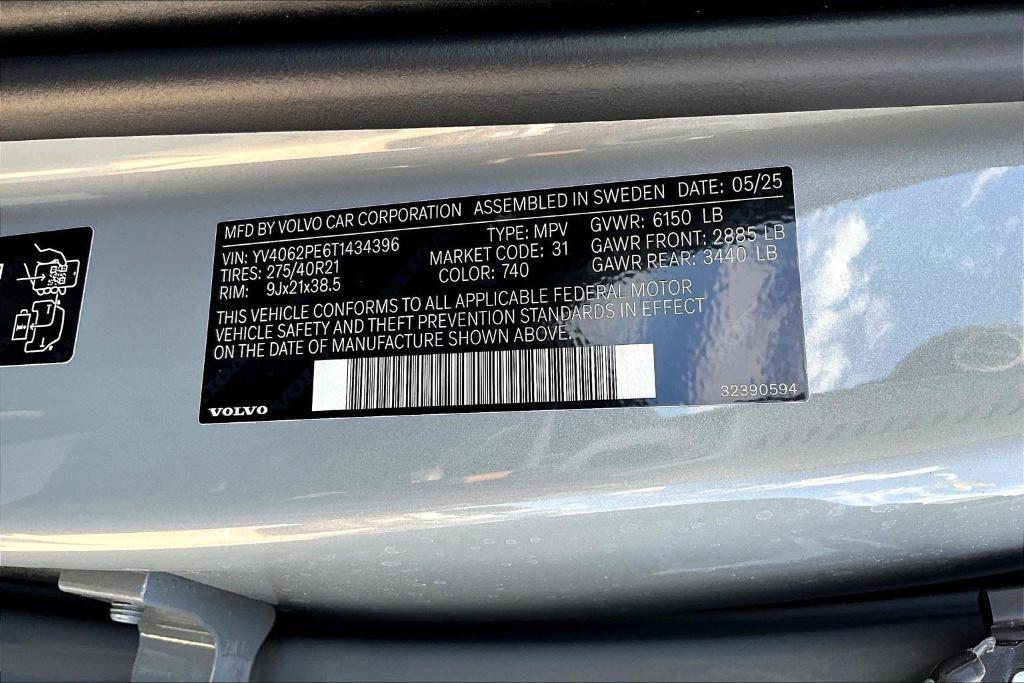 MFD BY VOLVO CAR CORPORATION ASSEMBLED IN SWEDEN DATE: 05/25
VIN: YV4062PE6T1434396 TYPE: MPV GVWR: 6150 LB
TIRES: 275/40R21 MARKET CODE: 31 GAWR FRONT: 2885 LB
RIM: 9Jx21x38.5 COLOR: 740 GAWR REAR: 3440 LB
THIS VEHICLE CONFORMS TO ALL APPLICABLE FEDERAL MOTOR
VEHICLE SAFETY AND THEFT PREVENTION STANDARDS IN EFFECT
ON THE DATE OF MANUFACTURE SHOWN ABOVE.
VOLVO 32390594